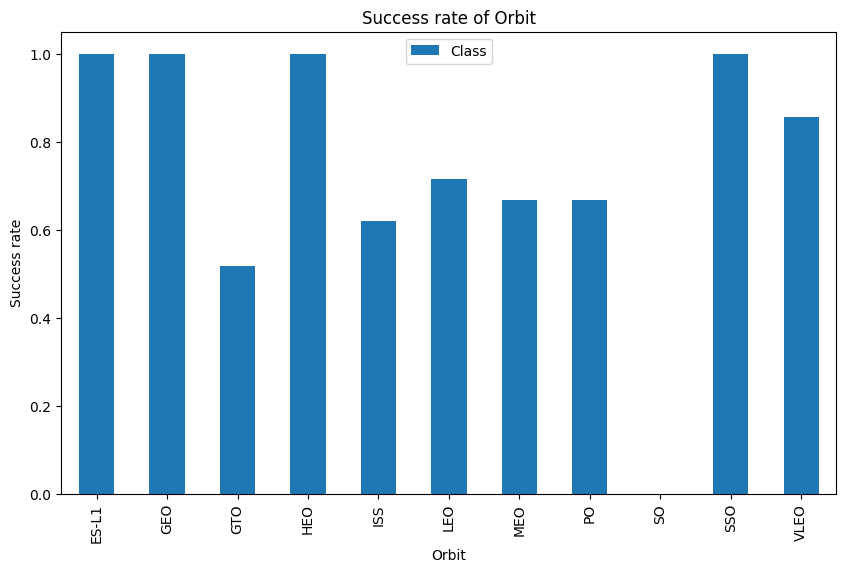 Success rate of Orbit
Class
1.0
0.8
0.6
0.4
0.2
0.0
Success rate
ES-L1
GEO
GTO
HEO
ISS
LEO
MEO
PO
SO
SSO
VLEO
Orbit